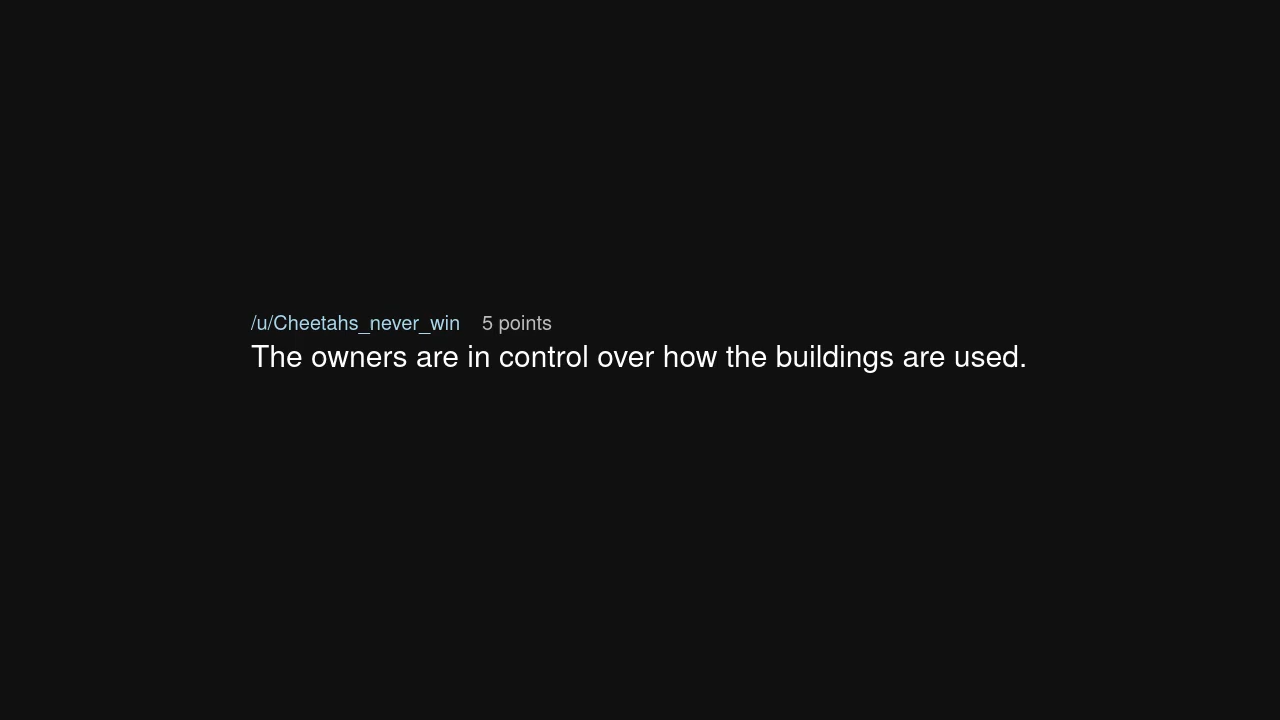 /u/Cheetahs_never_win 5 points
The owners are in control over how the buildings are used.